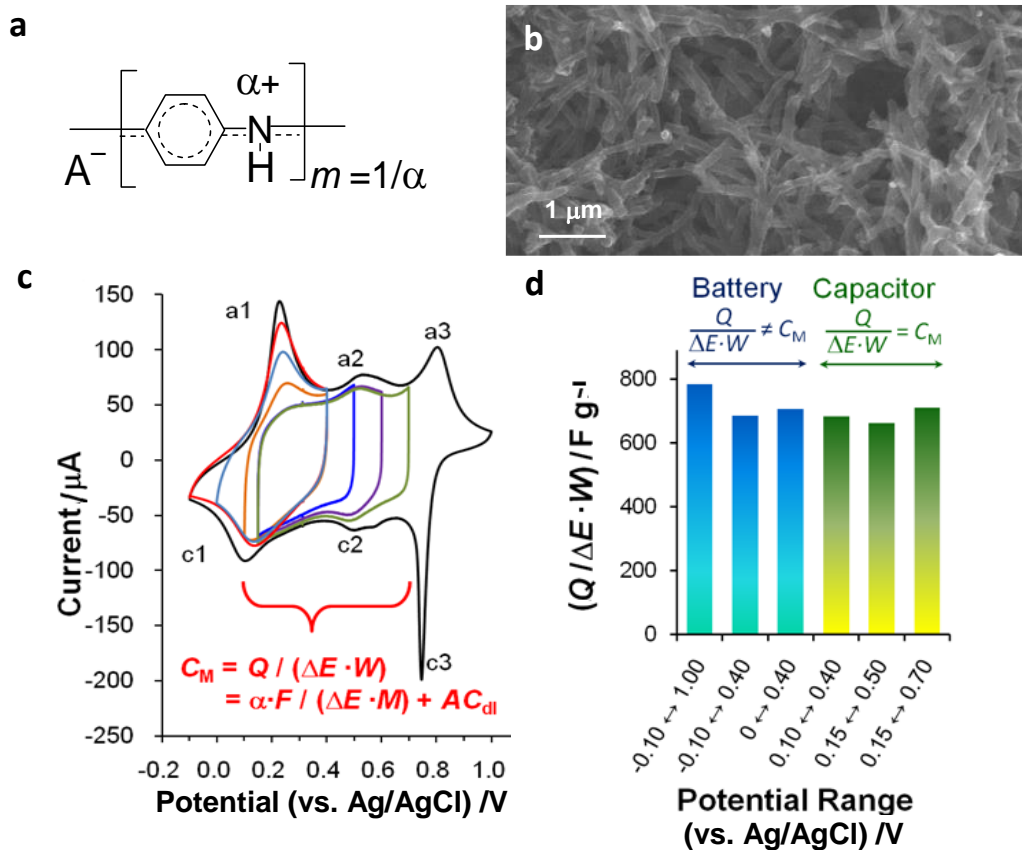 a
α+
N
H
A⁻
m =1/α
b
1 μm
c
150
100
50
0
-50
-100
-150
-200
-250
Current /μA
a1
a2
a3
c1
c2
c3
C_M = Q / (ΔE ·W)
= α·F / (ΔE ·M) + AC_dl
-0.2 0.0 0.2 0.4 0.6 0.8 1.0
Potential (vs. Ag/AgCl) /V
d
Battery Capacitor
Q/ΔE·W ≠ C_M Q/ΔE·W = C_M
800
600
400
200
0
(Q /ΔE ·W) / F g⁻¹
-0.10 ↔ 1.00
-0.10 ↔ 0.40
0 ↔ 0.40
0.10 ↔ 0.40
0.15 ↔ 0.50
0.15 ↔ 0.70
Potential Range
(vs. Ag/AgCl) /V